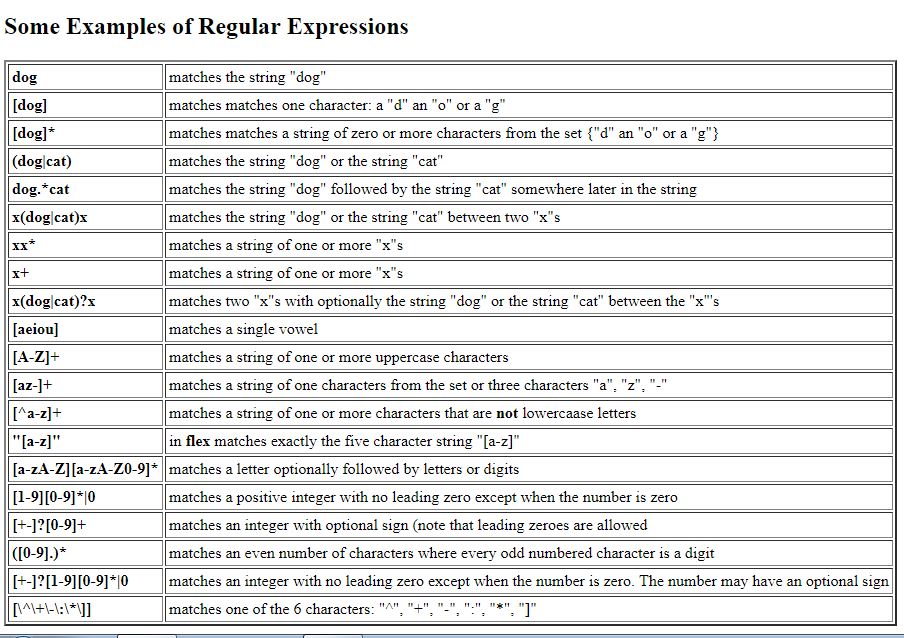 Some Examples of Regular Expressions
dog matches the string "dog"
[dog] matches matches one character: a "d" an "o" or a "g"
[dog]* matches matches a string of zero or more characters from the set {"d" an "o" or a "g"}
(dog|cat) matches the string "dog" or the string "cat"
dog.*cat matches the string "dog" followed by the string "cat" somewhere later in the string
x(dog|cat)x matches the string "dog" or the string "cat" between two "x"s
xx* matches a string of one or more "x"s
x+ matches a string of one or more "x"s
x(dog|cat)?x matches two "x"s with optionally the string "dog" or the string "cat" between the "x"'s
[aeiou] matches a single vowel
[A-Z]+ matches a string of one or more uppercase characters
[az-]+ matches a string of one characters from the set or three characters "a", "z", "-"
[^a-z]+ matches a string of one or more characters that are not lowercaase letters
"[a-z]" in flex matches exactly the five character string "[a-z]"
[a-zA-Z][a-zA-Z0-9]* matches a letter optionally followed by letters or digits
[1-9][0-9]*|0 matches a positive integer with no leading zero except when the number is zero
[+-]?[0-9]+ matches an integer with optional sign (note that leading zeroes are allowed
([0-9].)* matches an even number of characters where every odd numbered character is a digit
[+-]?[1-9][0-9]*|0 matches an integer with no leading zero except when the number is zero. The number may have an optional sign
[\^\+\-\:\*\]] matches one of the 6 characters: "^", "+", "-", ":", "*", "]"